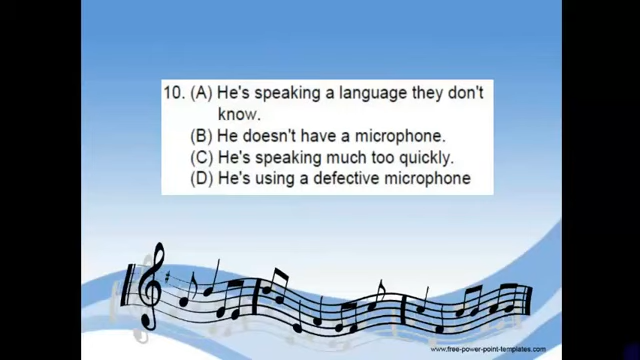 10. (A) He's speaking a language they don't
know.
(B) He doesn't have a microphone.
(C) He's speaking much too quickly.
(D) He's using a defective microphone
www.free-power-point-templates.com